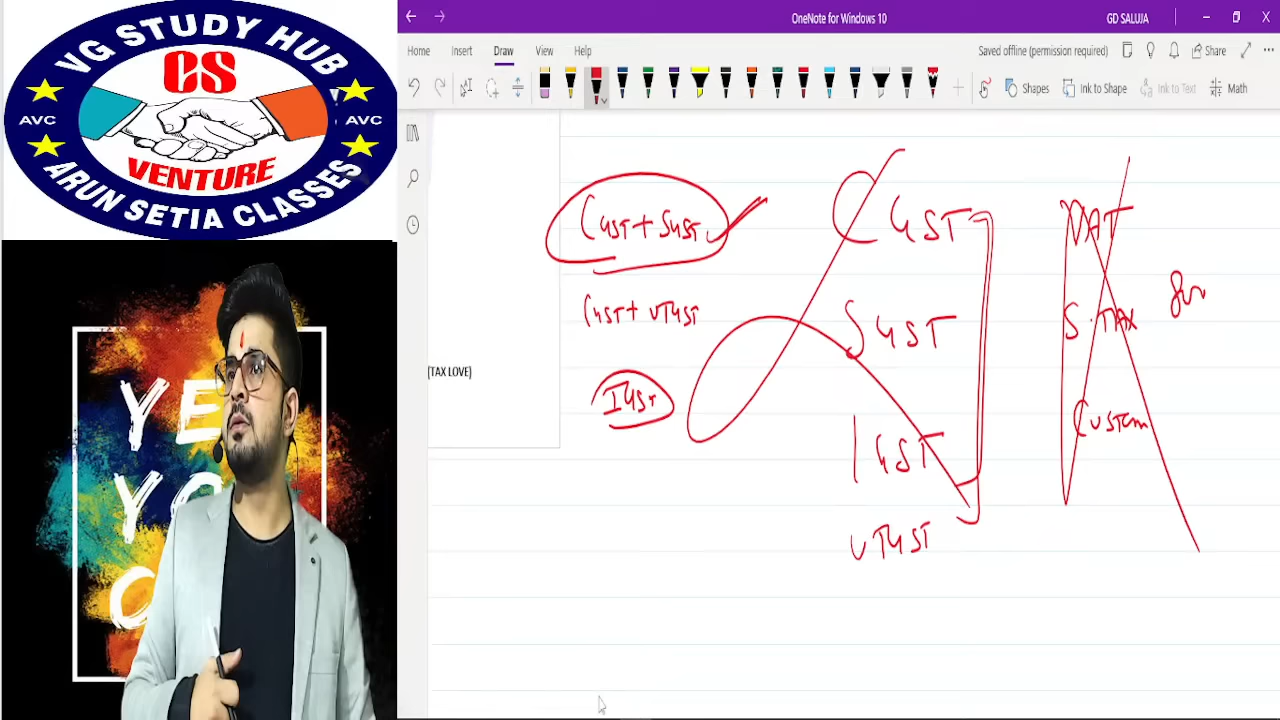 VG STUDY HUB
CS
AVC
AVC
VENTURE
ARUN SETIA CLASSES
YE
YO
OneNote for Windows 10
GD SALUJA
Home
Insert
Draw
View
Help
Saved offline (permission required)
Share
Shapes
Ink to Shape
Ink to Text
Math
(TAX LOVE)
CGST + SGST
CGST + UTGST
IGST
CGST
SGST
IGST
UTGST
VAT
S. TAX
Custom